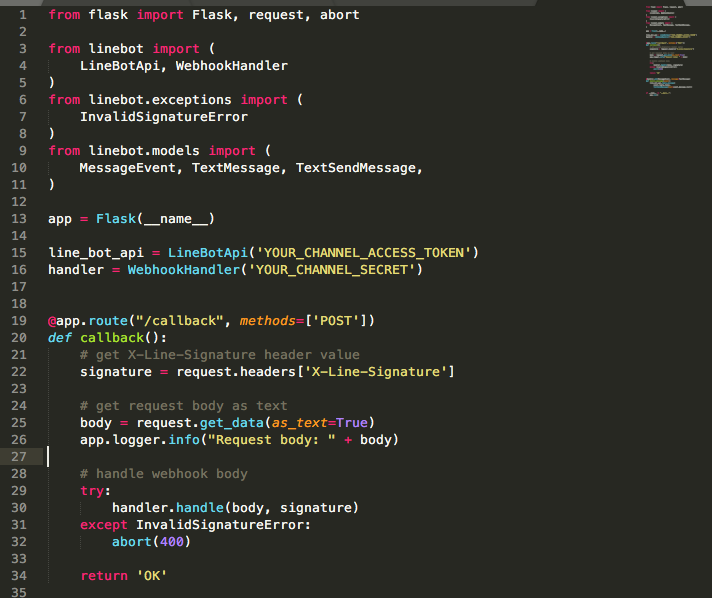 1 from flask import Flask, request, abort
2
3 from linebot import (
4     LineBotApi, WebhookHandler
5 )
6 from linebot.exceptions import (
7     InvalidSignatureError
8 )
9 from linebot.models import (
10     MessageEvent, TextMessage, TextSendMessage,
11 )
12
13 app = Flask(__name__)
14
15 line_bot_api = LineBotApi('YOUR_CHANNEL_ACCESS_TOKEN')
16 handler = WebhookHandler('YOUR_CHANNEL_SECRET')
17
18
19 @app.route("/callback", methods=['POST'])
20 def callback():
21     # get X-Line-Signature header value
22     signature = request.headers['X-Line-Signature']
23
24     # get request body as text
25     body = request.get_data(as_text=True)
26     app.logger.info("Request body: " + body)
27
28     # handle webhook body
29     try:
30         handler.handle(body, signature)
31     except InvalidSignatureError:
32         abort(400)
33
34     return 'OK'
35